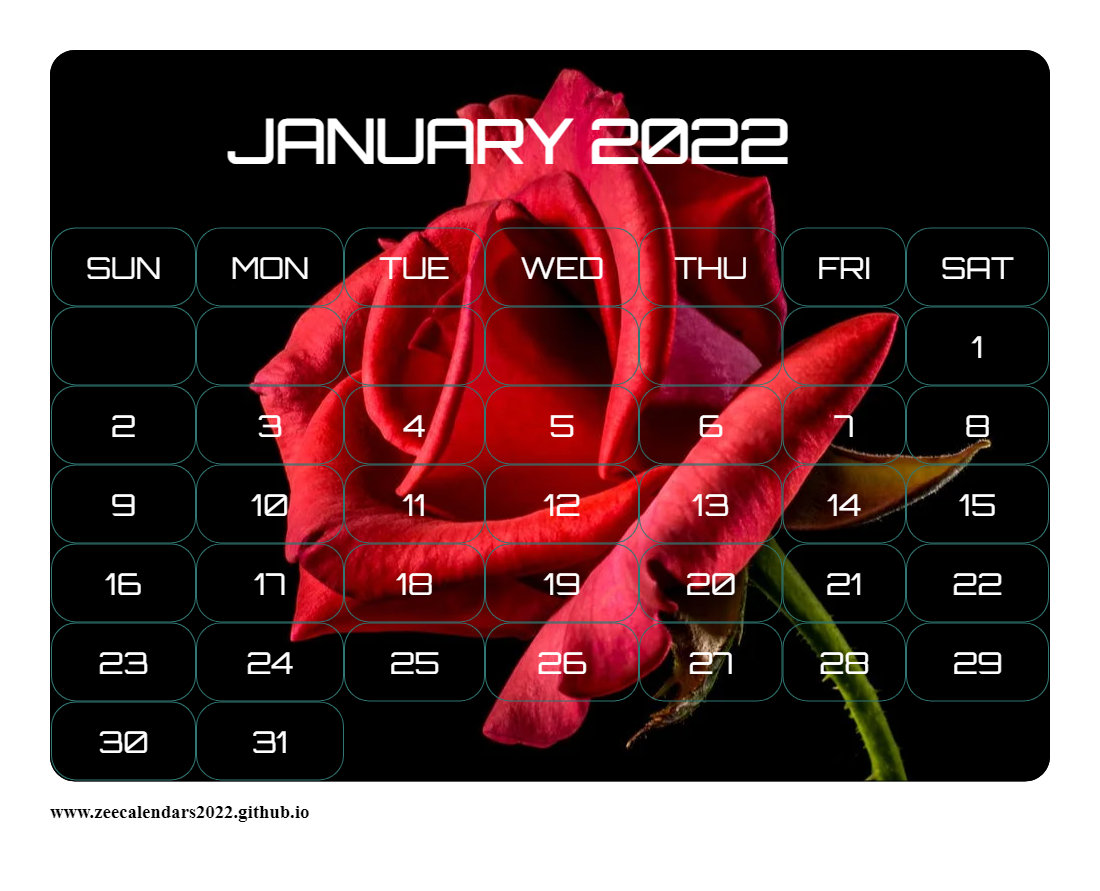 JANUARY 2022
SUN MON TUE WED THU FRI SAT
1
2 3 4 5 6 7 8
9 10 11 12 13 14 15
16 17 18 19 20 21 22
23 24 25 26 27 28 29
30 31
www.zeecalendars2022.github.io